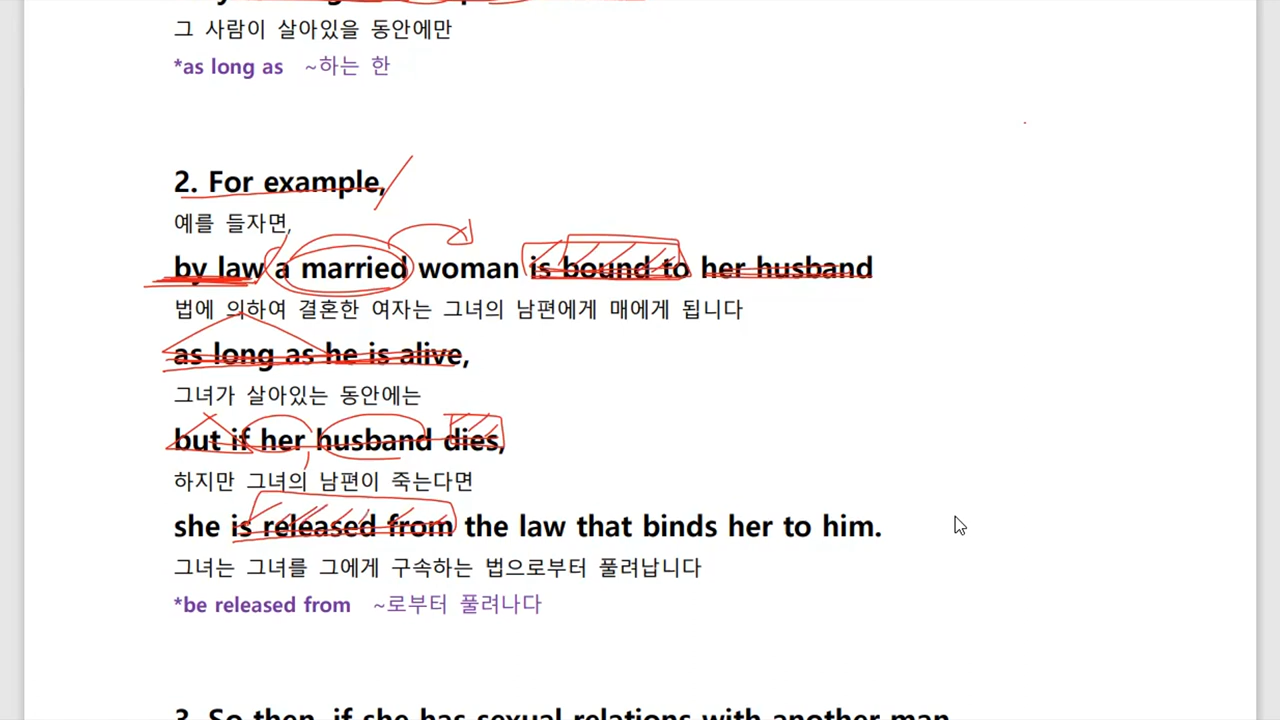 그 사람이 살아있을 동안에만
*as long as ~하는 한
2. For example,
예를 들자면,
by law a married woman is bound to her husband
법에 의하여 결혼한 여자는 그녀의 남편에게 매에게 됩니다
as long as he is alive,
그녀가 살아있는 동안에는
but if her husband dies,
하지만 그녀의 남편이 죽는다면
she is released from the law that binds her to him.
그녀는 그녀를 그에게 구속하는 법으로부터 풀려납니다
*be released from ~로부터 풀려나다
3. So then, if she has sexual relations with another man